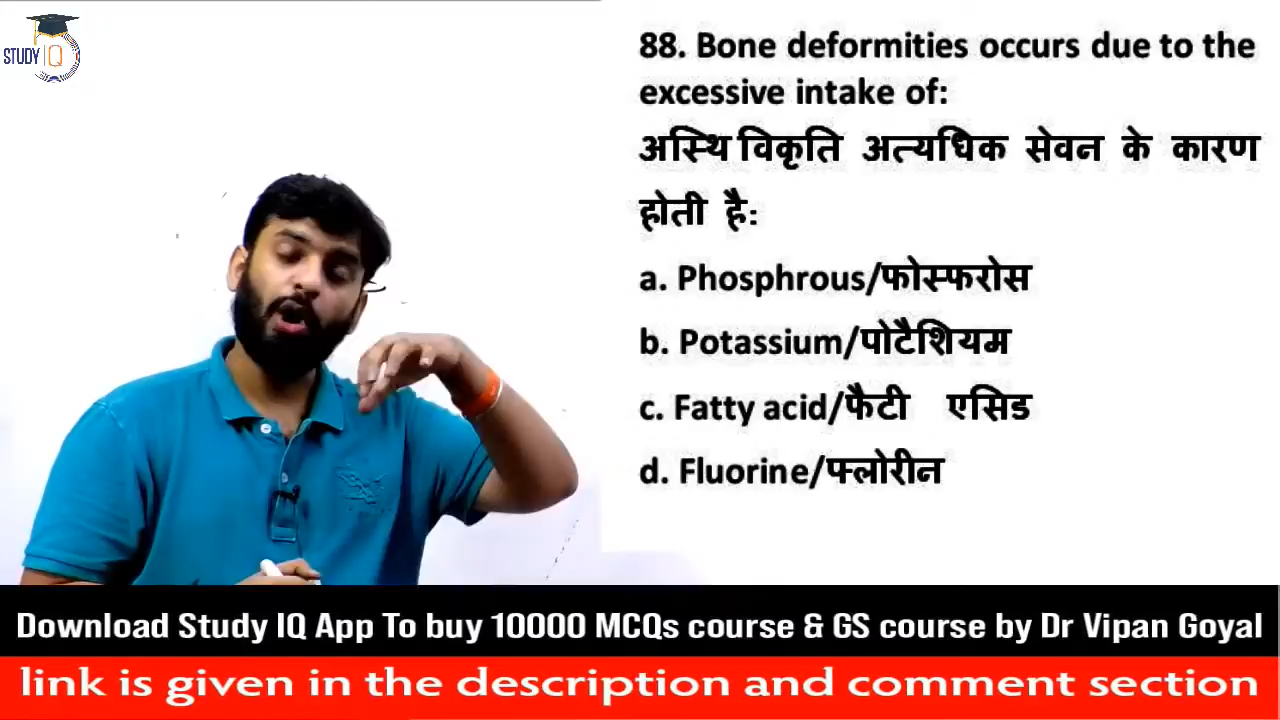 STUDY IQ
88. Bone deformities occurs due to the
excessive intake of:
अस्थि विकृति अत्यधिक सेवन के कारण
होती है:
a. Phosphrous/फोस्फरोस
b. Potassium/पोटैशियम
c. Fatty acid/फैटी एसिड
d. Fluorine/फ्लोरीन
Download Study IQ App To buy 10000 MCQs course & GS course by Dr Vipan Goyal
link is given in the description and comment section